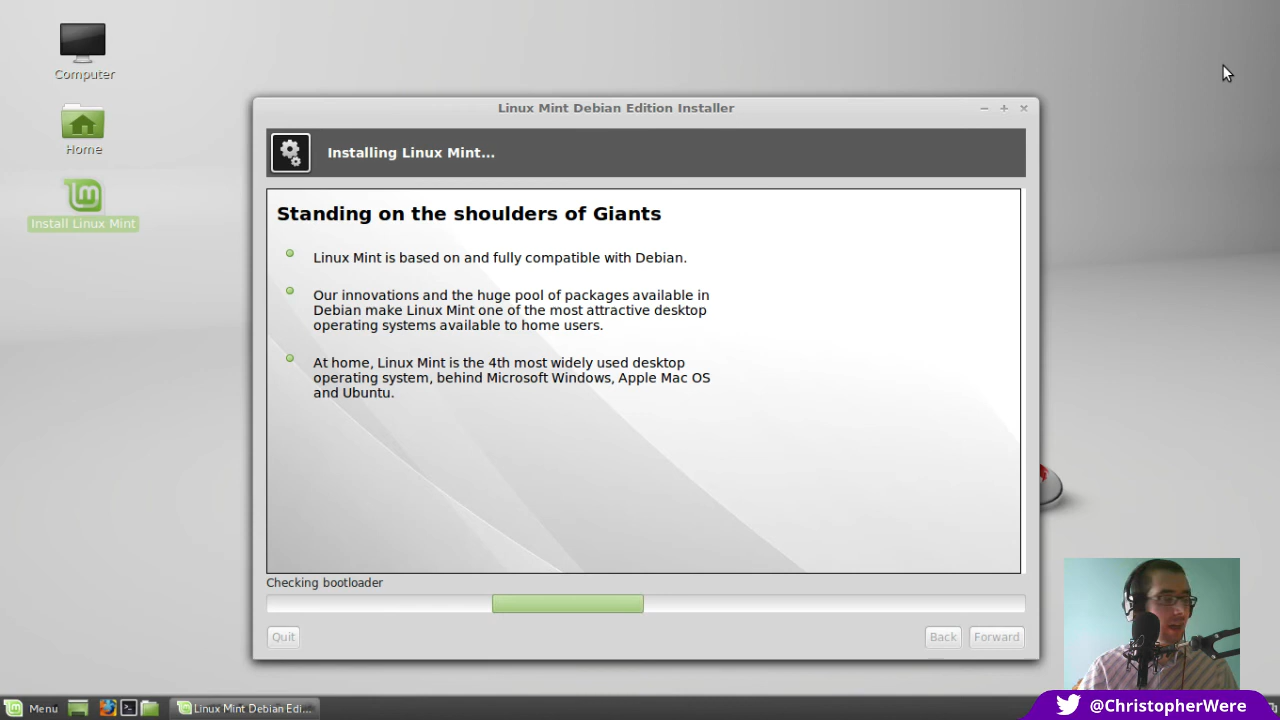 Computer
Home
Install Linux Mint
Linux Mint Debian Edition Installer
Installing Linux Mint...
Standing on the shoulders of Giants
Linux Mint is based on and fully compatible with Debian.
Our innovations and the huge pool of packages available in
Debian make Linux Mint one of the most attractive desktop
operating systems available to home users.
At home, Linux Mint is the 4th most widely used desktop
operating system, behind Microsoft Windows, Apple Mac OS
and Ubuntu.
Checking bootloader
Quit
Back
Forward
Menu
Linux Mint Debian Edi...
@ChristopherWere